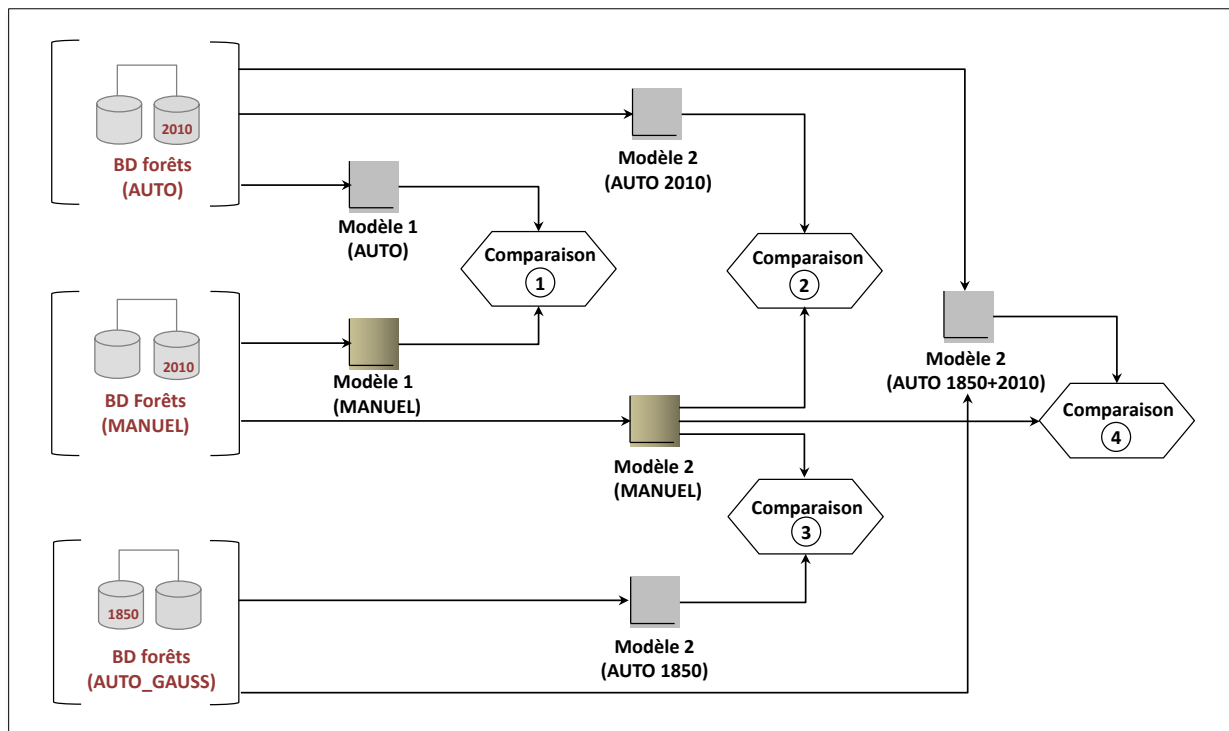 2010
BD forêts
(AUTO)
Modèle 2
(AUTO 2010)
Modèle 1
(AUTO)
Comparaison
1
Comparaison
2
2010
BD Forêts
(MANUEL)
Modèle 1
(MANUEL)
Modèle 2
(AUTO 1850+2010)
Comparaison
4
Modèle 2
(MANUEL)
Comparaison
3
1850
BD forêts
(AUTO_GAUSS)
Modèle 2
(AUTO 1850)